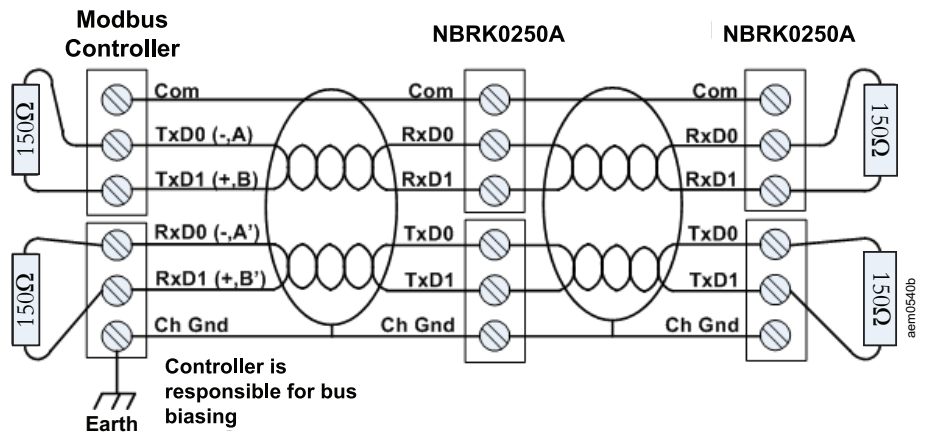 Modbus
Controller
NBRK0250A
NBRK0250A
Com
Com
Com
TxD0 (-,A)
RxD0
RxD0
TxD1 (+,B)
RxD1
RxD1
150Ω
150Ω
RxD0 (-,A')
TxD0
TxD0
RxD1 (+,B')
TxD1
TxD1
150Ω
150Ω
Ch Gnd
Ch Gnd
Ch Gnd
aem0540b
Controller is
responsible for bus
biasing
Earth